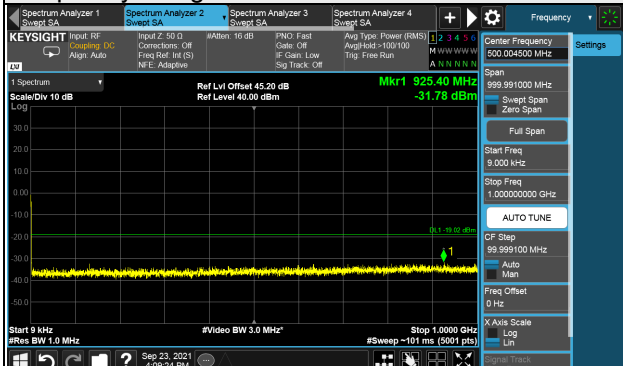 Spectrum Analyzer 1
Swept SA
Spectrum Analyzer 2
Swept SA
Spectrum Analyzer 3
Swept SA
Spectrum Analyzer 4
Swept SA
+
Frequency
KEYSIGHT
Input: RF
Coupling: DC
Align: Auto
Input Z: 50 Ω
Corrections: Off
Freq Ref: Int (S)
NFE: Adaptive
#Atten: 16 dB
PNO: Fast
Gate: Off
IF Gain: Low
Sig Track: Off
Avg Type: Power (RMS)
Avg|Hold:>100/100
Trig: Free Run
1 2 3 4 5 6
M W W W W W
A N N N N N
LV
1 Spectrum
Scale/Div 10 dB
Ref Lvl Offset 45.20 dB
Ref Level 40.00 dBm
Mkr1 925.40 MHz
-31.78 dBm
Log
30.0
20.0
10.0
0.00
-10.0
-20.0
-30.0
-40.0
-50.0
DL1 -19.02 dBm
1
Start 9 kHz
#Res BW 1.0 MHz
#Video BW 3.0 MHz*
Stop 1.0000 GHz
#Sweep ~101 ms (5001 pts)
Sep 23, 2021
4:09:24 PM
Center Frequency
500.004500 MHz
Settings
Span
999.991000 MHz
Swept Span
Zero Span
Full Span
Start Freq
9.000 kHz
Stop Freq
1.000000000 GHz
AUTO TUNE
CF Step
99.999100 MHz
Auto
Man
Freq Offset
0 Hz
X Axis Scale
Log
Lin
Signal Track